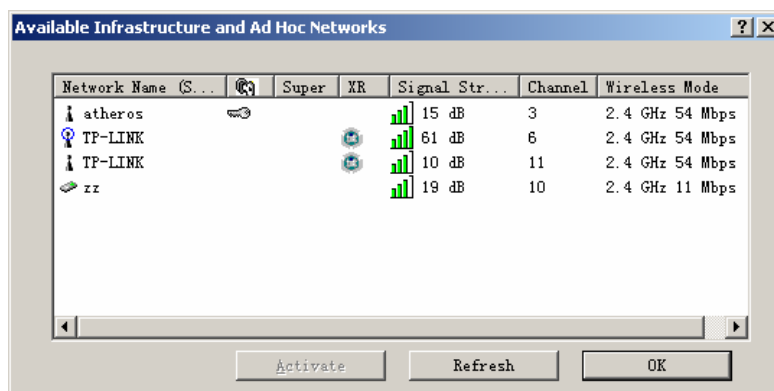 Available Infrastructure and Ad Hoc Networks
Network Name (S... Super XR Signal Str... Channel Wireless Mode
atheros 15 dB 3 2.4 GHz 54 Mbps
TP-LINK 61 dB 6 2.4 GHz 54 Mbps
TP-LINK 10 dB 11 2.4 GHz 54 Mbps
zz 19 dB 10 2.4 GHz 11 Mbps
Activate Refresh OK